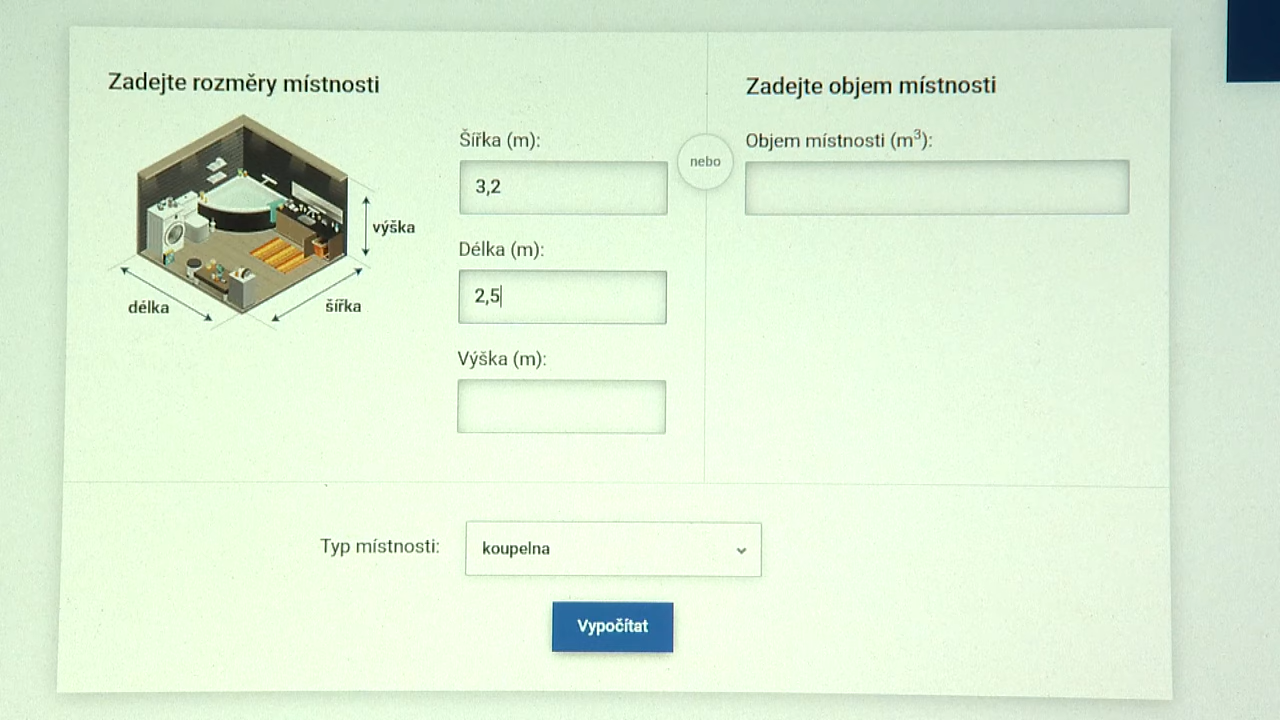 Zadejte rozměry místnosti
výška
délka
šířka
Šířka (m):
3,2
Délka (m):
2,5
Výška (m):
nebo
Zadejte objem místnosti
Objem místnosti (m³):
Typ místnosti:
koupelna
Vypočítat